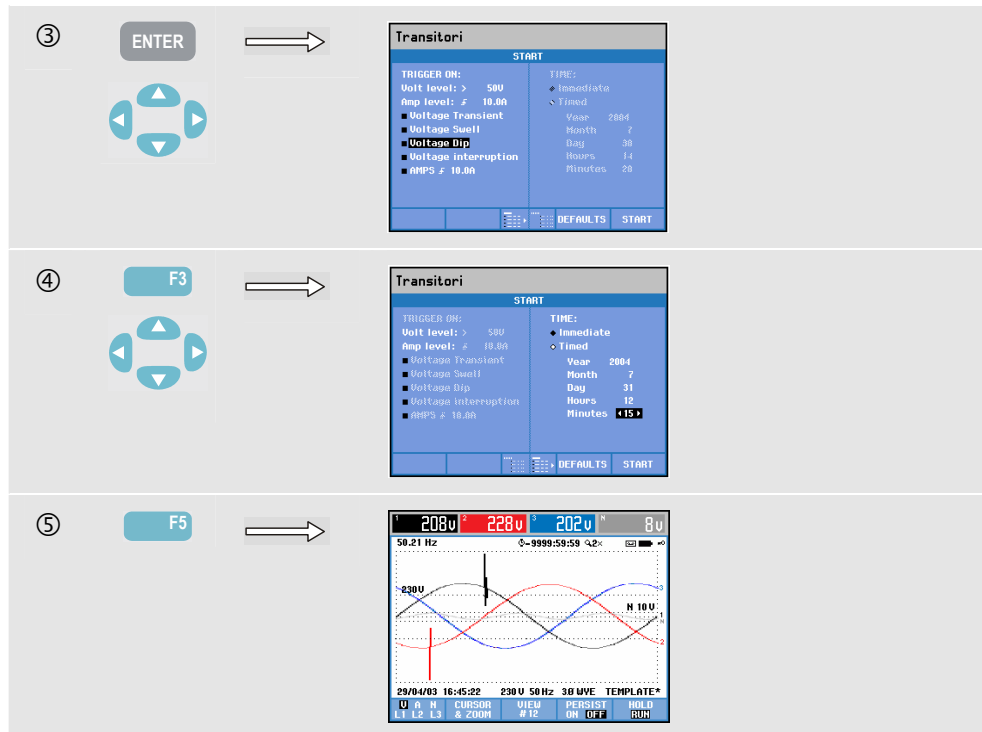 ③
ENTER
Transitori
START
TRIGGER ON:
Volt level: > 50V
Amp level: 10.0A
Voltage Transient
Voltage Swell
Voltage Dip
Voltage interruption
AMPS 10.0A
TIME:
Immediate
Timed
Year 2004
Month 7
Day 30
Hours 14
Minutes 20
DEFAULTS START
④
F3
Transitori
START
TRIGGER ON:
Volt level: > 50V
Amp level: 10.0A
Voltage Transient
Voltage Swell
Voltage Dip
Voltage interruption
AMPS 10.0A
TIME:
Immediate
Timed
Year 2004
Month 7
Day 31
Hours 12
Minutes 15
DEFAULTS START
⑤
F5
1 208V 2 228V 3 202V N 8V
50.21 Hz -9999:59:59 2×
230V
3
N 10V
1
N
2
29/04/03 16:45:22 230V 50Hz 3Ø WYE TEMPLATE*
V A N
L1 L2 L3
CURSOR
& ZOOM
VIEW
#12
PERSIST
ON OFF
HOLD
RUN